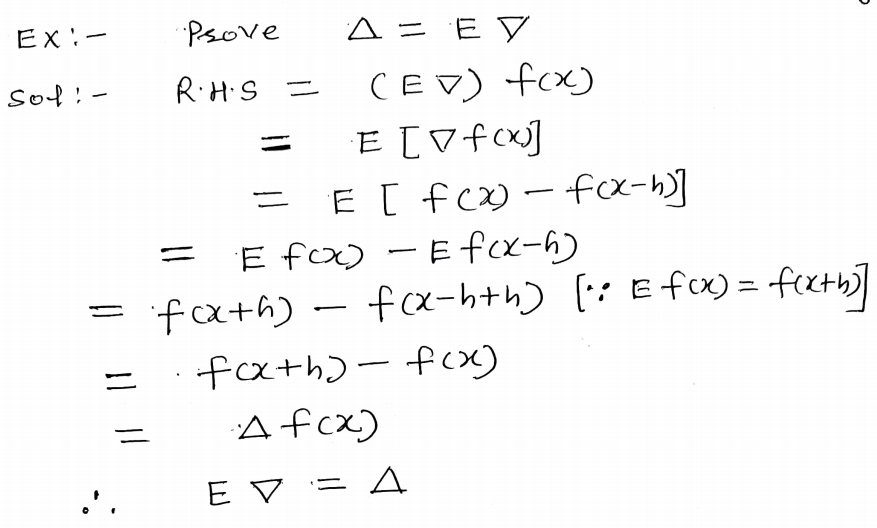 Ex:- Prove Δ = E ∇
Sol:- R.H.S = (E ∇) f(x)
= E [∇ f(x)]
= E [ f(x) - f(x-h)]
= E f(x) - E f(x-h)
= f(x+h) - f(x-h+h) [∵ E f(x) = f(x+h)]
= f(x+h) - f(x)
= Δ f(x)
∴ E ∇ = Δ